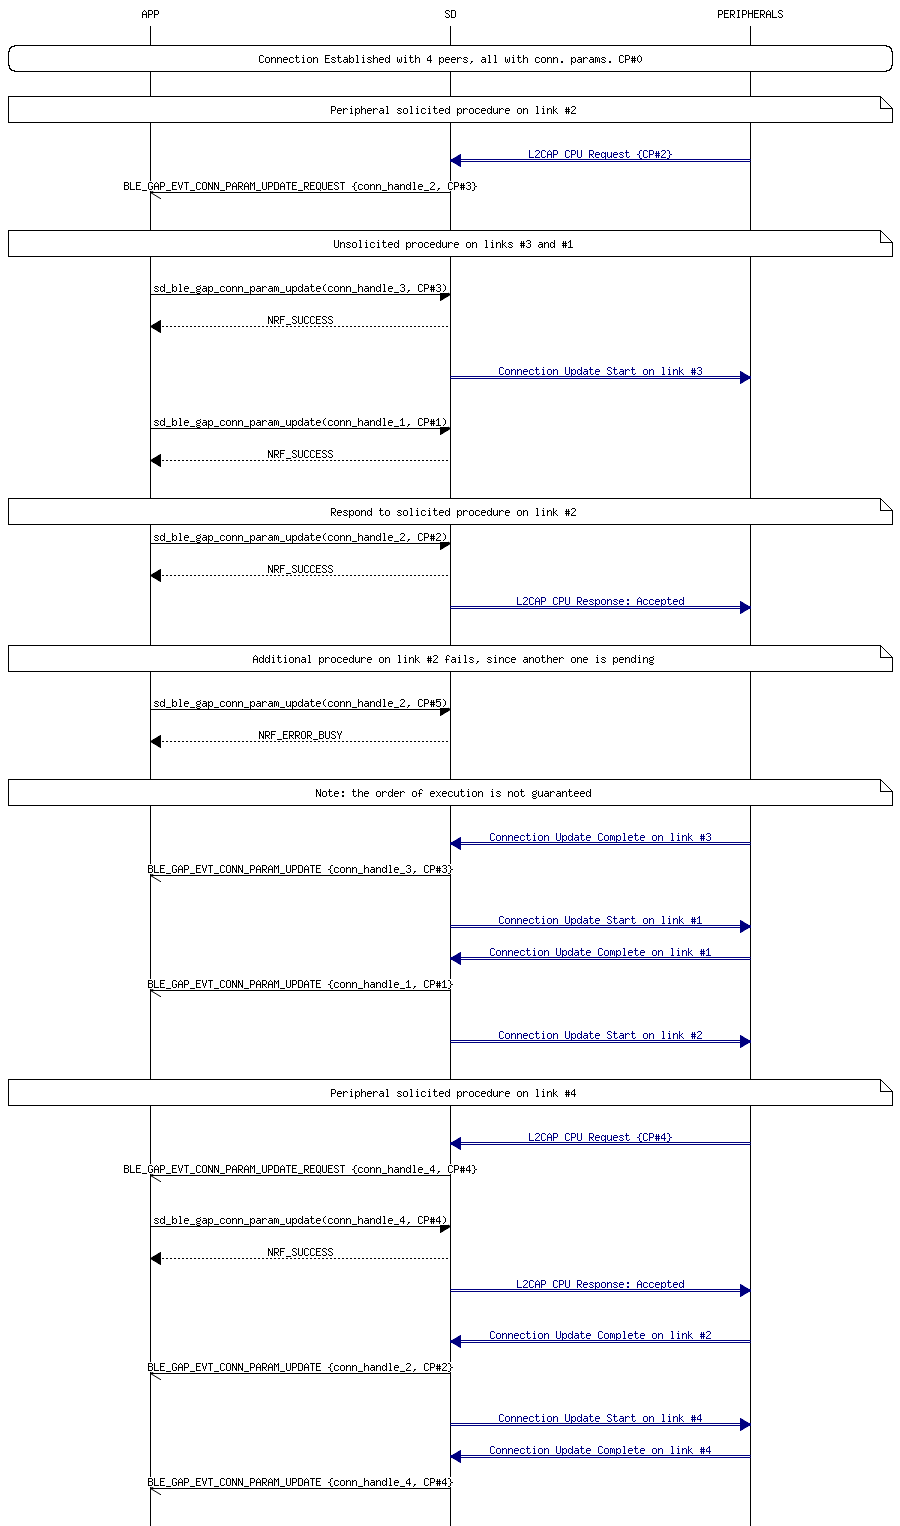 APP SD PERIPHERALS
Connection Established with 4 peers, all with conn. params. CP#0
Peripheral solicited procedure on link #2
L2CAP CPU Request {CP#2}
BLE_GAP_EVT_CONN_PARAM_UPDATE_REQUEST {conn_handle_2, CP#3}
Unsolicited procedure on links #3 and #1
sd_ble_gap_conn_param_update(conn_handle_3, CP#3)
NRF_SUCCESS
Connection Update Start on link #3
sd_ble_gap_conn_param_update(conn_handle_1, CP#1)
NRF_SUCCESS
Respond to solicited procedure on link #2
sd_ble_gap_conn_param_update(conn_handle_2, CP#2)
NRF_SUCCESS
L2CAP CPU Response: Accepted
Additional procedure on link #2 fails, since another one is pending
sd_ble_gap_conn_param_update(conn_handle_2, CP#5)
NRF_ERROR_BUSY
Note: the order of execution is not guaranteed
Connection Update Complete on link #3
BLE_GAP_EVT_CONN_PARAM_UPDATE {conn_handle_3, CP#3}
Connection Update Start on link #1
Connection Update Complete on link #1
BLE_GAP_EVT_CONN_PARAM_UPDATE {conn_handle_1, CP#1}
Connection Update Start on link #2
Peripheral solicited procedure on link #4
L2CAP CPU Request {CP#4}
BLE_GAP_EVT_CONN_PARAM_UPDATE_REQUEST {conn_handle_4, CP#4}
sd_ble_gap_conn_param_update(conn_handle_4, CP#4)
NRF_SUCCESS
L2CAP CPU Response: Accepted
Connection Update Complete on link #2
BLE_GAP_EVT_CONN_PARAM_UPDATE {conn_handle_2, CP#2}
Connection Update Start on link #4
Connection Update Complete on link #4
BLE_GAP_EVT_CONN_PARAM_UPDATE {conn_handle_4, CP#4}